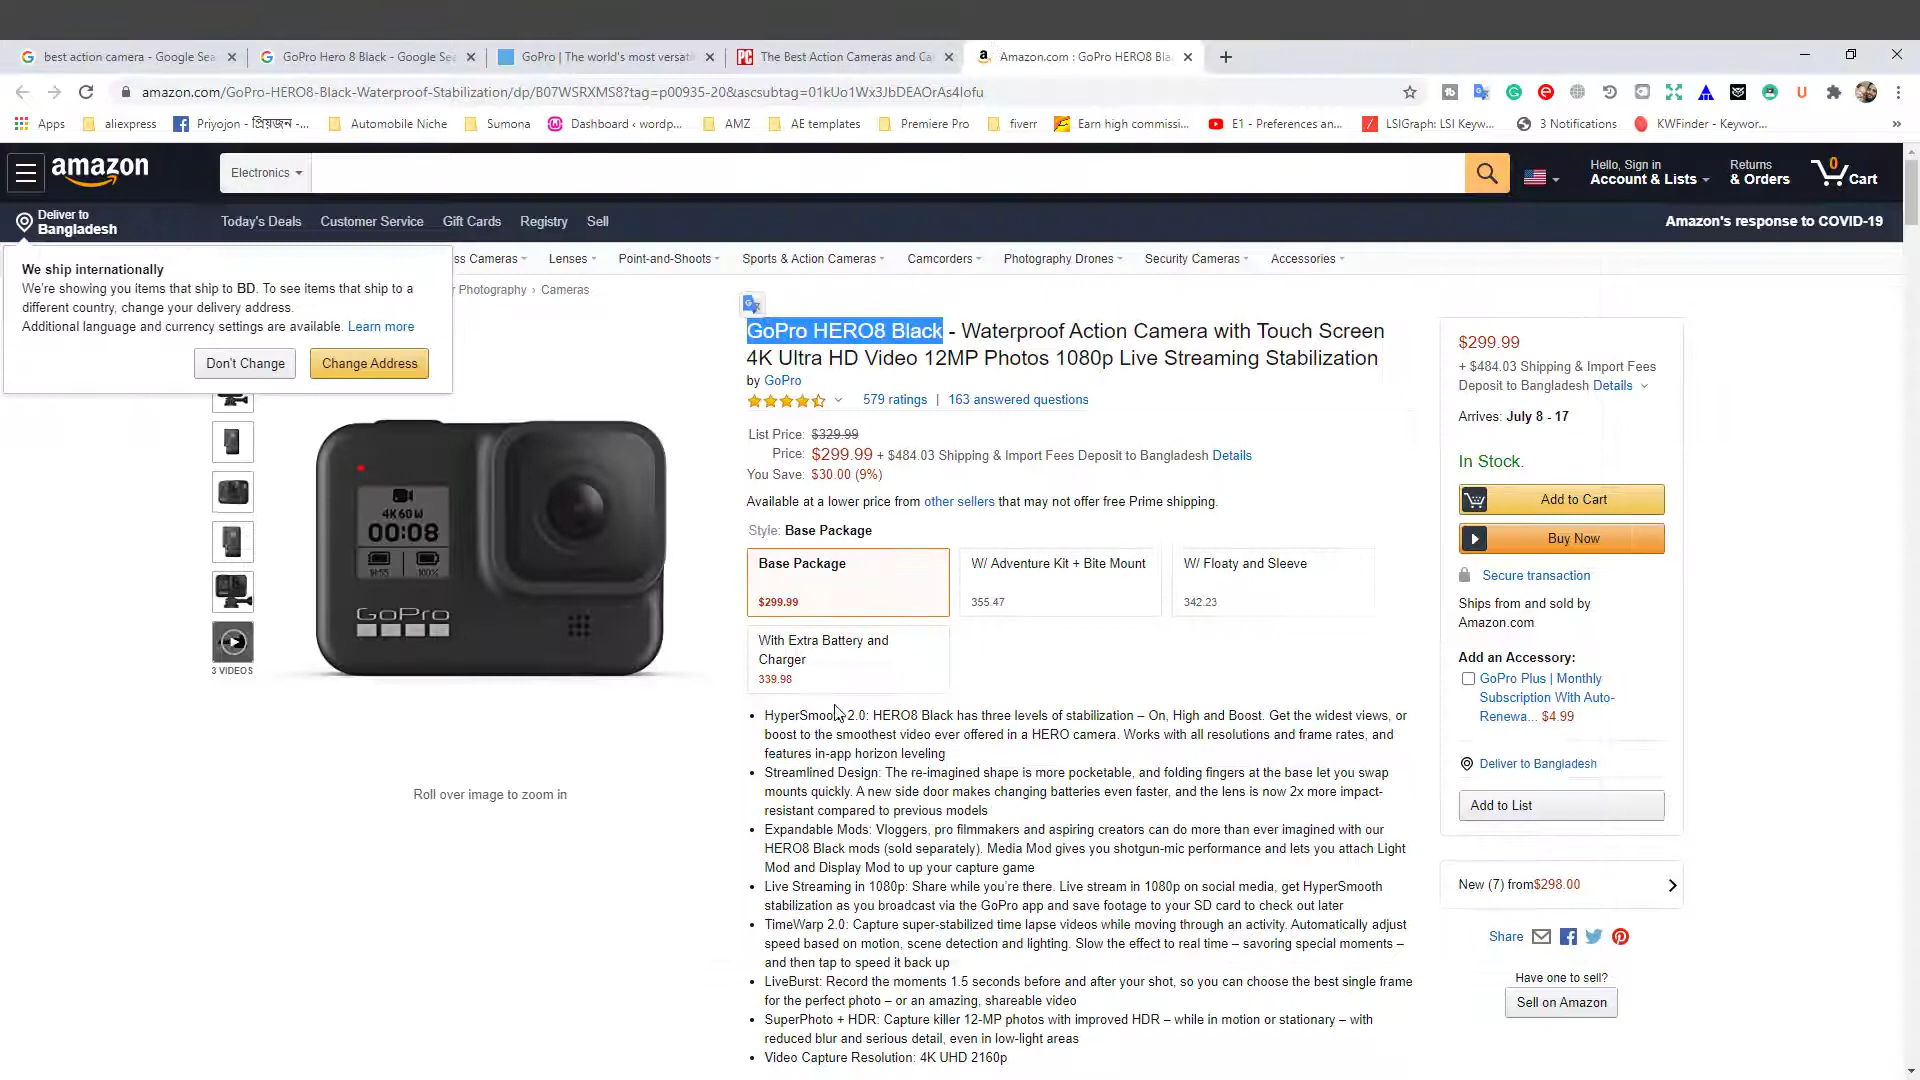 best action camera - Google Sea
GoPro Hero 8 Black - Google Sea
GoPro | The world's most versati
The Best Action Cameras and Ca
Amazon.com : GoPro HERO8 Bla
amazon.com/GoPro-HERO8-Black-Waterproof-Stabilization/dp/B07WSRXMS8?tag=p00935-20&ascsubtag=01kUo1Wx3JbDEAOrAs4Iofu
Apps aliexpress Priyojon - প্রিয়জন -... Automobile Niche Sumona Dashboard ‹ wordp... AMZ AE templates Premiere Pro fiverr Earn high commissi... E1 - Preferences an... LSIGraph: LSI Keyw... 3 Notifications KWFinder - Keywor... »
amazon
Electronics
Hello, Sign in
Account & Lists
Returns
& Orders
0
Cart
Deliver to
Bangladesh
Today's Deals Customer Service Gift Cards Registry Sell
Amazon's response to COVID-19
We ship internationally
We're showing you items that ship to BD. To see items that ship to a
different country, change your delivery address.
Additional language and currency settings are available. Learn more
Don't Change Change Address
ss Cameras Lenses Point-and-Shoots Sports & Action Cameras Camcorders Photography Drones Security Cameras Accessories
r Photography › Cameras
GoPro HERO8 Black - Waterproof Action Camera with Touch Screen
4K Ultra HD Video 12MP Photos 1080p Live Streaming Stabilization
by GoPro
579 ratings | 163 answered questions
List Price: $329.99
Price: $299.99 + $484.03 Shipping & Import Fees Deposit to Bangladesh Details
You Save: $30.00 (9%)
Available at a lower price from other sellers that may not offer free Prime shipping.
Style: Base Package
Base Package
$299.99
W/ Adventure Kit + Bite Mount
355.47
W/ Floaty and Sleeve
342.23
With Extra Battery and
Charger
339.98
4K60 W
00:08
100%
GoPro
3 VIDEOS
Roll over image to zoom in
• HyperSmooth 2.0: HERO8 Black has three levels of stabilization – On, High and Boost. Get the widest views, or
boost to the smoothest video ever offered in a HERO camera. Works with all resolutions and frame rates, and
features in-app horizon leveling
• Streamlined Design: The re-imagined shape is more pocketable, and folding fingers at the base let you swap
mounts quickly. A new side door makes changing batteries even faster, and the lens is now 2x more impact-
resistant compared to previous models
• Expandable Mods: Vloggers, pro filmmakers and aspiring creators can do more than ever imagined with our
HERO8 Black mods (sold separately). Media Mod gives you shotgun-mic performance and lets you attach Light
Mod and Display Mod to up your capture game
• Live Streaming in 1080p: Share while you're there. Live stream in 1080p on social media, get HyperSmooth
stabilization as you broadcast via the GoPro app and save footage to your SD card to check out later
• TimeWarp 2.0: Capture super-stabilized time lapse videos while moving through an activity. Automatically adjust
speed based on motion, scene detection and lighting. Slow the effect to real time – savoring special moments –
and then tap to speed it back up
• LiveBurst: Record the moments 1.5 seconds before and after your shot, so you can choose the best single frame
for the perfect photo – or an amazing, shareable video
• SuperPhoto + HDR: Capture killer 12-MP photos with improved HDR – while in motion or stationary – with
reduced blur and serious detail, even in low-light areas
• Video Capture Resolution: 4K UHD 2160p
$299.99
+ $484.03 Shipping & Import Fees
Deposit to Bangladesh Details
Arrives: July 8 - 17
In Stock.
Add to Cart
Buy Now
Secure transaction
Ships from and sold by
Amazon.com
Add an Accessory:
GoPro Plus | Monthly
Subscription With Auto-
Renewa... $4.99
Deliver to Bangladesh
Add to List
New (7) from$298.00
Share
Have one to sell?
Sell on Amazon